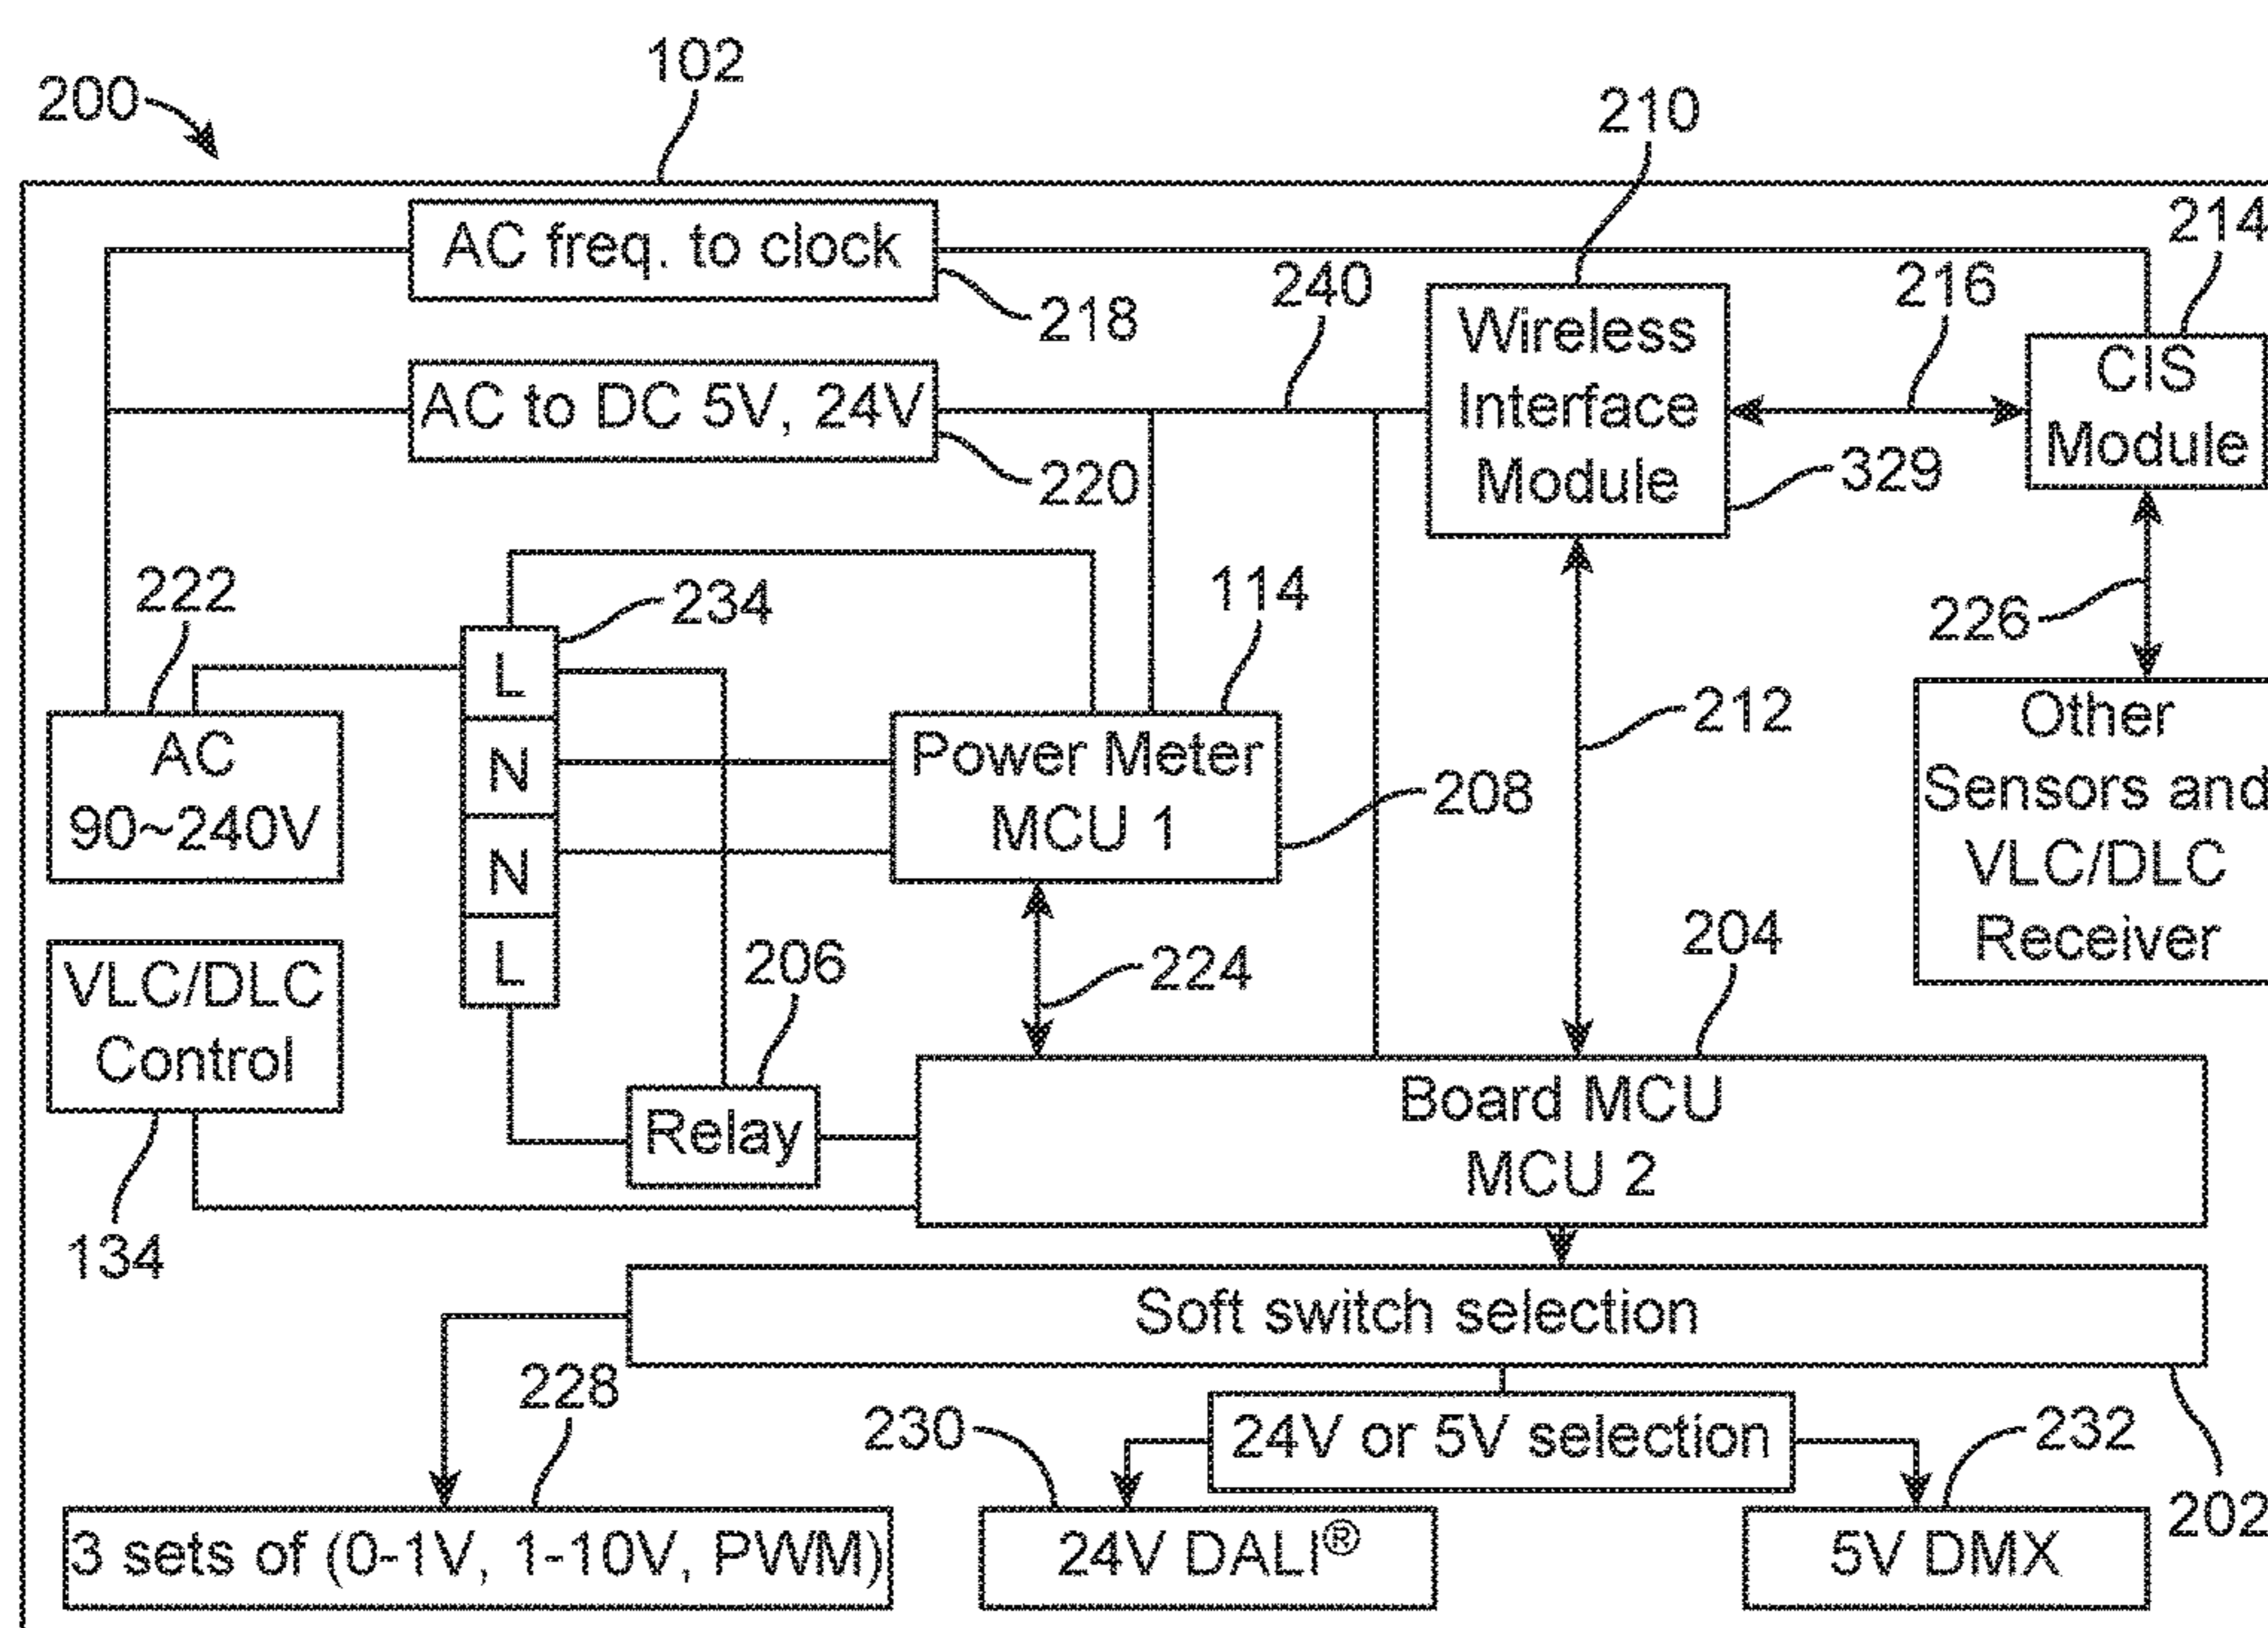 102
200
210
214
AC freq. to clock
218
240
216
Wireless
Interface
Module
CIS
Module
AC to DC 5V, 24V
220
329
222
234
114
226
L
N
N
L
212
AC
90~240V
Power Meter
MCU 1
208
Other
Sensors and
VLC/DLC
Receiver
VLC/DLC
Control
206
224
204
Relay
Board MCU
MCU 2
134
Soft switch selection
228
230
24V or 5V selection
232
202
3 sets of (0-1V, 1-10V, PWM)
24V DALI®
5V DMX